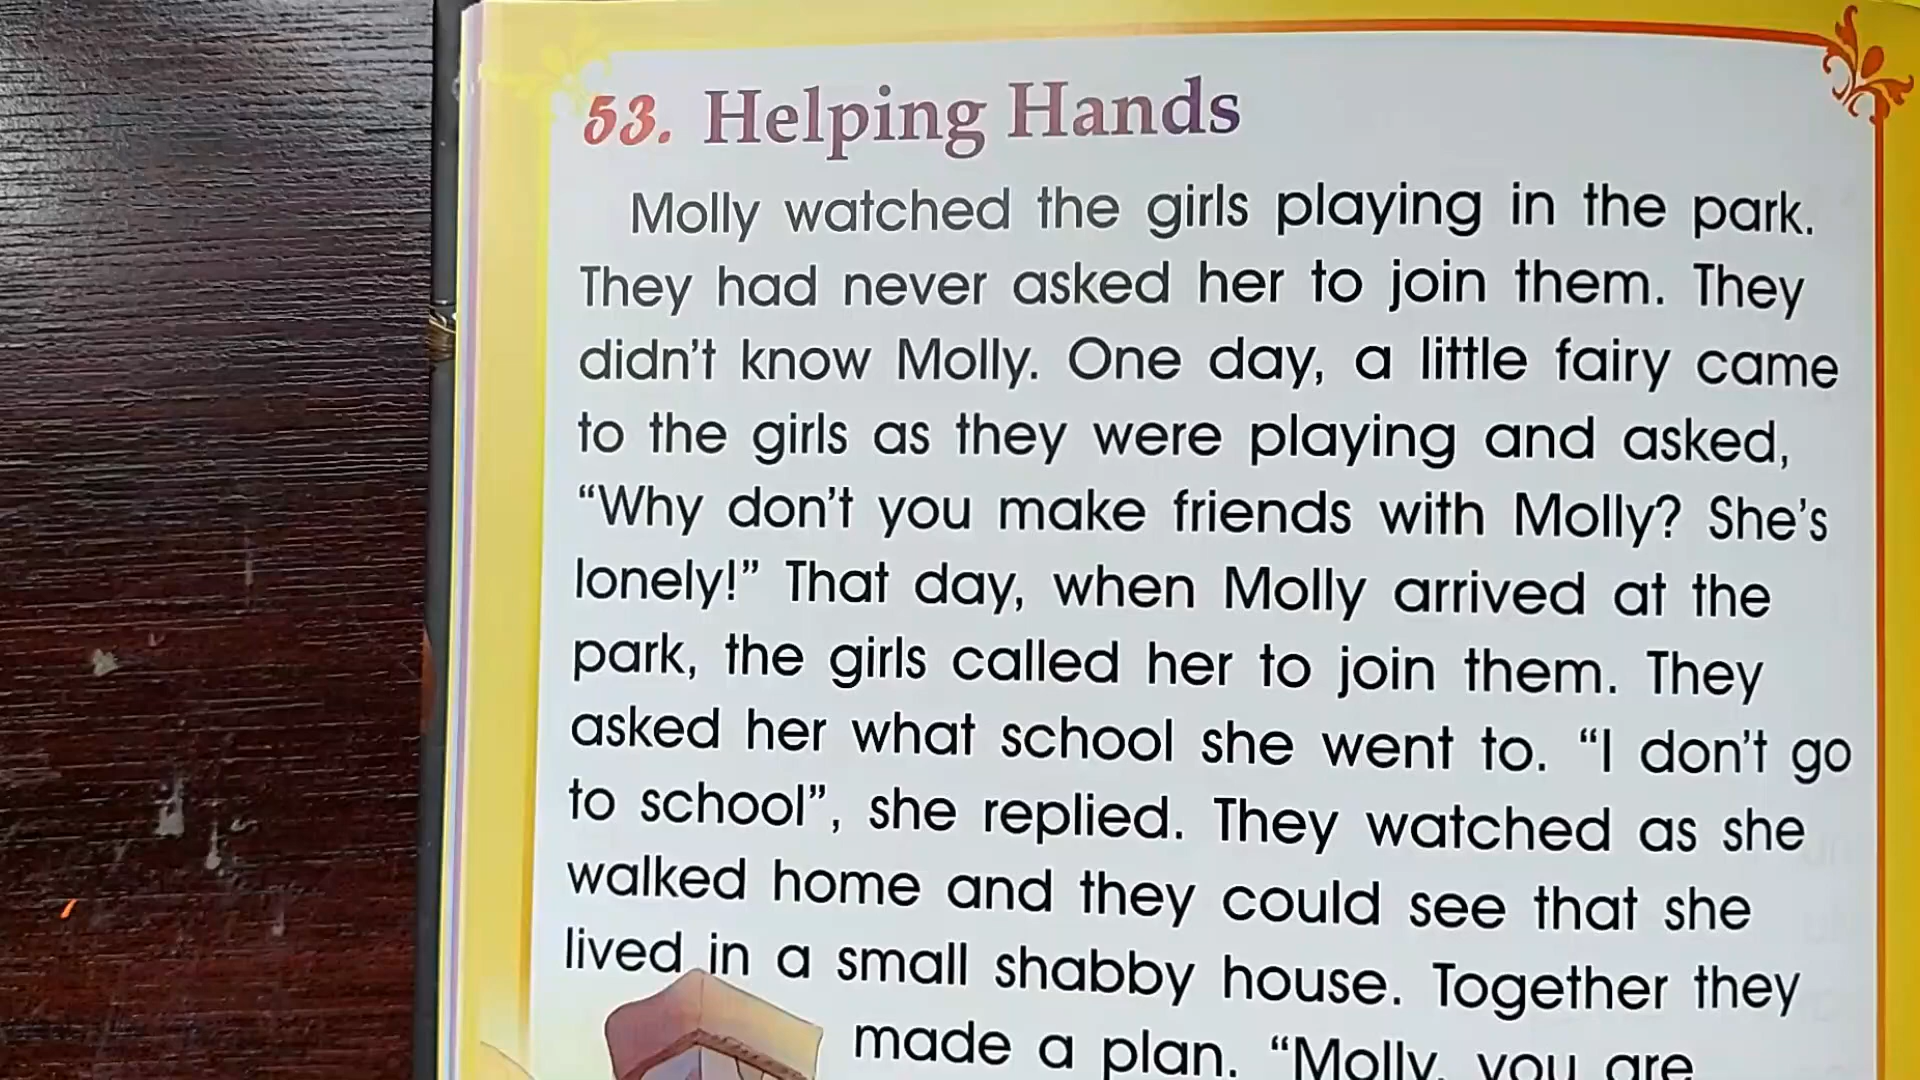 53. Helping Hands
Molly watched the girls playing in the park.
They had never asked her to join them. They
didn't know Molly. One day, a little fairy came
to the girls as they were playing and asked,
“Why don't you make friends with Molly? She's
lonely!” That day, when Molly arrived at the
park, the girls called her to join them. They
asked her what school she went to. “I don't go
to school”, she replied. They watched as she
walked home and they could see that she
lived in a small shabby house. Together they
made a plan. “Molly, you are